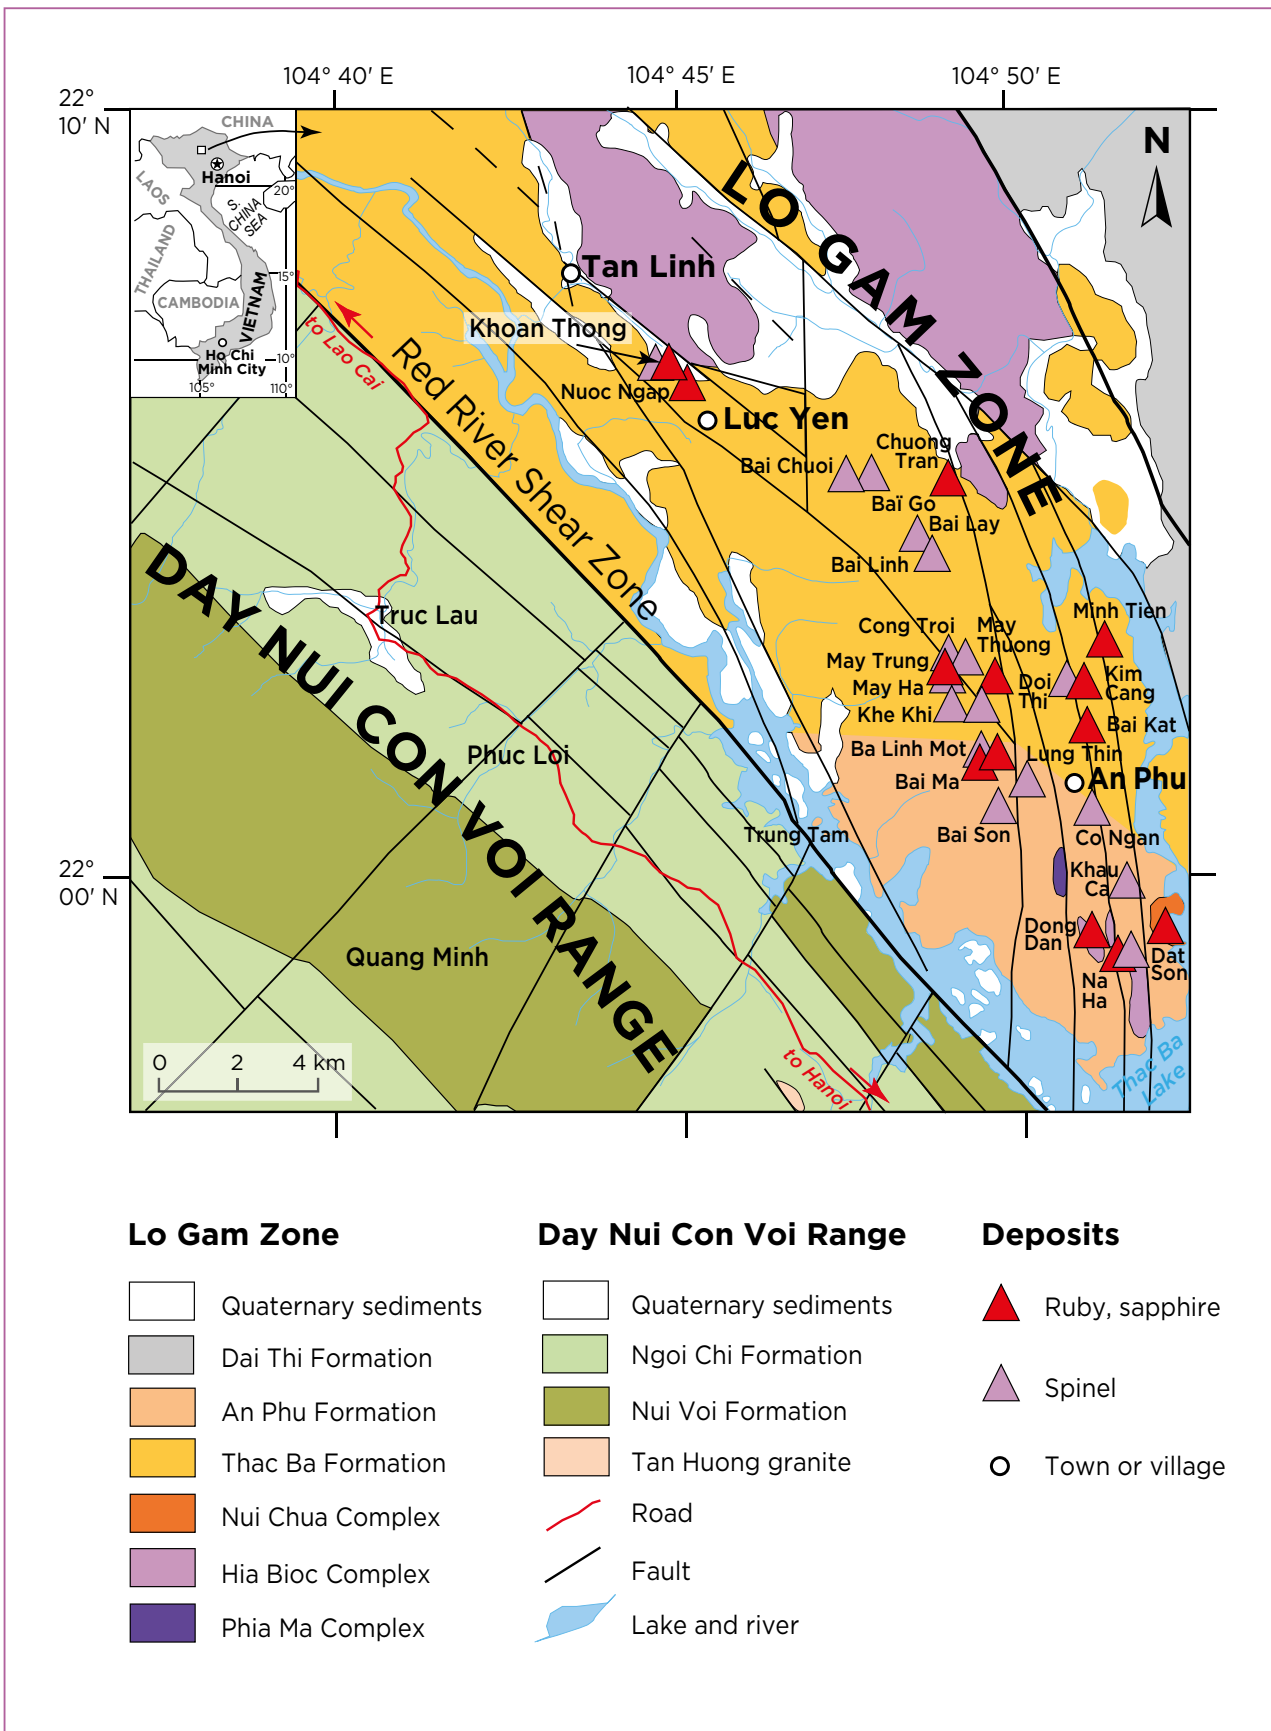 104° 40' E
104° 45' E
104° 50' E
22°
10' N
CHINA
Hanoi
LAOS
20°
S.
CHINA
SEA
THAILAND
15°
CAMBODIA
VIETNAM
Ho Chi
Minh City
10°
105°
110°
N
LO GAM ZONE
Tan Linh
Khoan Thong
to Lao Cai
Red River Shear Zone
Nuoc Ngap
Luc Yen
Chuong
Tran
Bai Chuoi
Baï Go
Bai Lay
Bai Linh
DAY NUI CON VOI RANGE
Truc Lau
Minh Tien
Cong Troi
May
Thuong
May Trung
May Ha
Doi
Thi
Kim
Cang
Khe Khi
Bai Kat
Phuc Loi
Ba Linh Mot
Lung Thin
Bai Ma
An Phu
Trung Tam
Bai Son
Co Ngan
22°
00' N
Khau
Ca
Dong
Dan
Quang Minh
Dat
Son
Na
Ha
0 2 4 km
to Hanoi
Thac Ba
Lake
Lo Gam Zone
Quaternary sediments
Dai Thi Formation
An Phu Formation
Thac Ba Formation
Nui Chua Complex
Hia Bioc Complex
Phia Ma Complex
Day Nui Con Voi Range
Quaternary sediments
Ngoi Chi Formation
Nui Voi Formation
Tan Huong granite
Road
Fault
Lake and river
Deposits
Ruby, sapphire
Spinel
Town or village